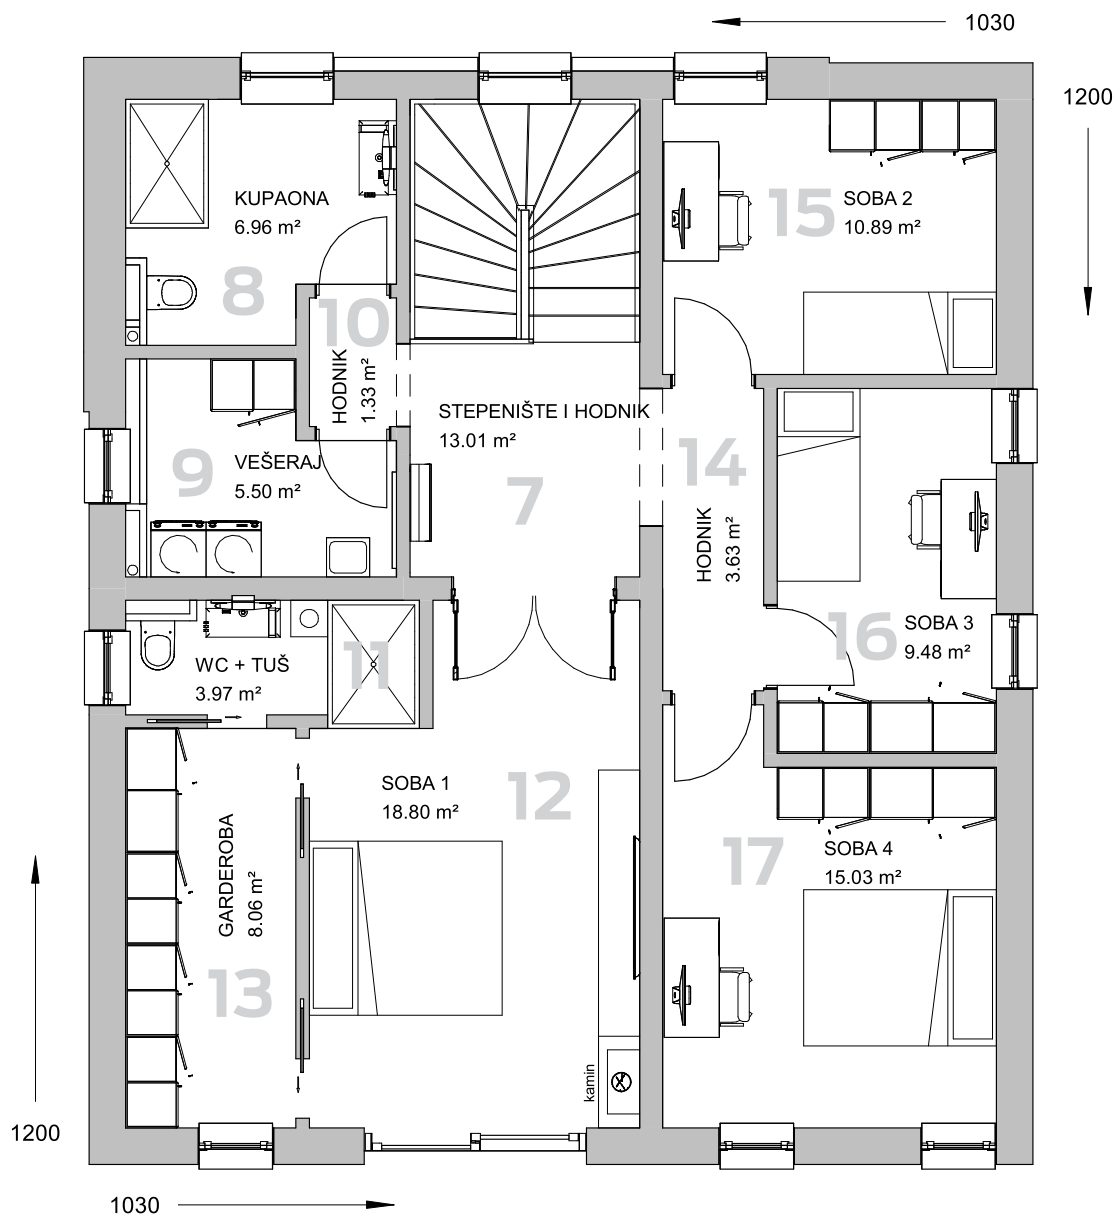 1030
1200
KUPAONA
6.96 m²
8
10
HODNIK
1.33 m²
15
SOBA 2
10.89 m²
STEPENIŠTE I HODNIK
13.01 m²
7
9
VEŠERAJ
5.50 m²
14
HODNIK
3.63 m²
16
SOBA 3
9.48 m²
WC + TUŠ
3.97 m²
11
SOBA 1
18.80 m²
12
GARDEROBA
8.06 m²
13
17
SOBA 4
15.03 m²
kamin
1200
1030